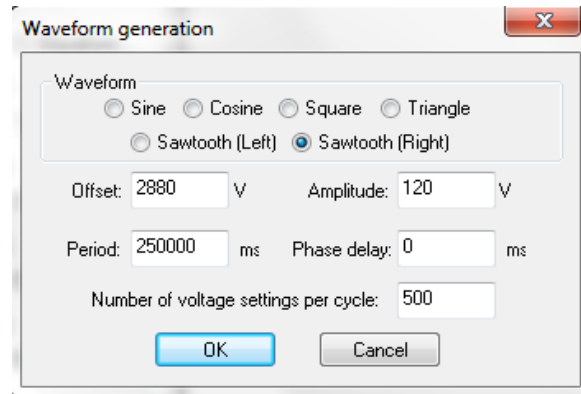 Waveform generation
Waveform
Sine Cosine Square Triangle
Sawtooth (Left) Sawtooth (Right)
Offset: 2880 V Amplitude: 120 V
Period: 250000 ms Phase delay: 0 ms
Number of voltage settings per cycle: 500
OK Cancel